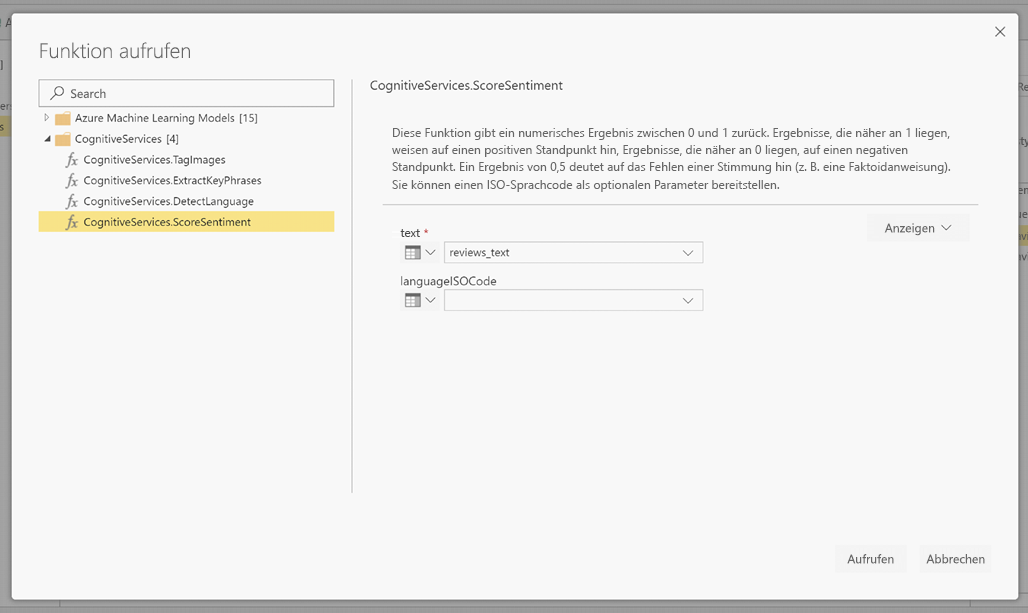 Funktion aufrufen
Search
Azure Machine Learning Models [15]
CognitiveServices [4]
fx CognitiveServices.TagImages
fx CognitiveServices.ExtractKeyPhrases
fx CognitiveServices.DetectLanguage
fx CognitiveServices.ScoreSentiment
CognitiveServices.ScoreSentiment
Diese Funktion gibt ein numerisches Ergebnis zwischen 0 und 1 zurück. Ergebnisse, die näher an 1 liegen,
weisen auf einen positiven Standpunkt hin, Ergebnisse, die näher an 0 liegen, auf einen negativen
Standpunkt. Ein Ergebnis von 0,5 deutet auf das Fehlen einer Stimmung hin (z. B. eine Faktoidanweisung).
Sie können einen ISO-Sprachcode als optionalen Parameter bereitstellen.
text *
Anzeigen
reviews_text
languageISOCode
Aufrufen
Abbrechen